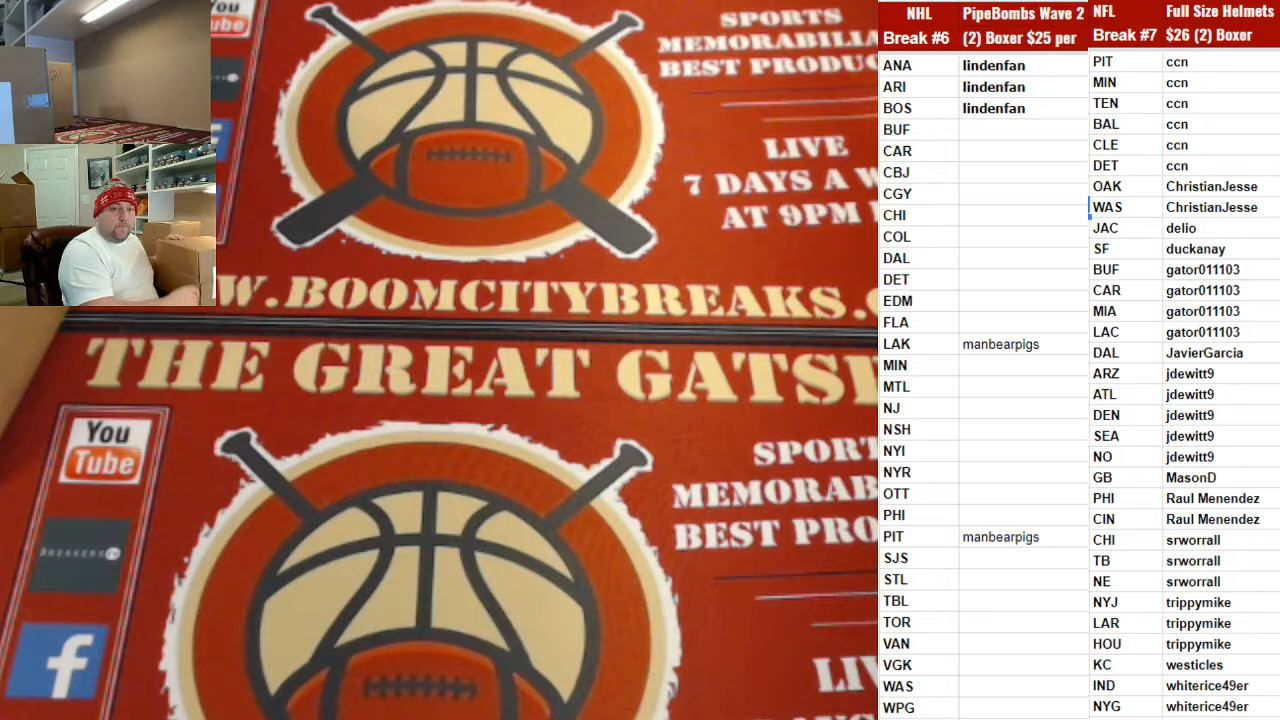 You
Tube
SPORTS
MEMORABILIA
BEST PRODUC
LIVE
7 DAYS A W
AT 9PM
W.BOOMCITYBREAKS.
THE GREAT GATS
You
Tube
BREAKERS
f
SPORT
MEMORAB
BEST PRO
LIV
NHL PipeBombs Wave 2
Break #6 (2) Boxer $25 per
ANA lindenfan
ARI lindenfan
BOS lindenfan
BUF
CAR
CBJ
CGY
CHI
COL
DAL
DET
EDM
FLA
LAK manbearpigs
MIN
MTL
NJ
NSH
NYI
NYR
OTT
PHI
PIT manbearpigs
SJS
STL
TBL
TOR
VAN
VGK
WAS
WPG
NFL Full Size Helmets
Break #7 $26 (2) Boxer
PIT ccn
MIN ccn
TEN ccn
BAL ccn
CLE ccn
DET ccn
OAK ChristianJesse
WAS ChristianJesse
JAC delio
SF duckanay
BUF gator011103
CAR gator011103
MIA gator011103
LAC gator011103
DAL JavierGarcia
ARZ jdewitt9
ATL jdewitt9
DEN jdewitt9
SEA jdewitt9
NO jdewitt9
GB MasonD
PHI Raul Menendez
CIN Raul Menendez
CHI srworrall
TB srworrall
NE srworrall
NYJ trippymike
LAR trippymike
HOU trippymike
KC westicles
IND whiterice49er
NYG whiterice49er